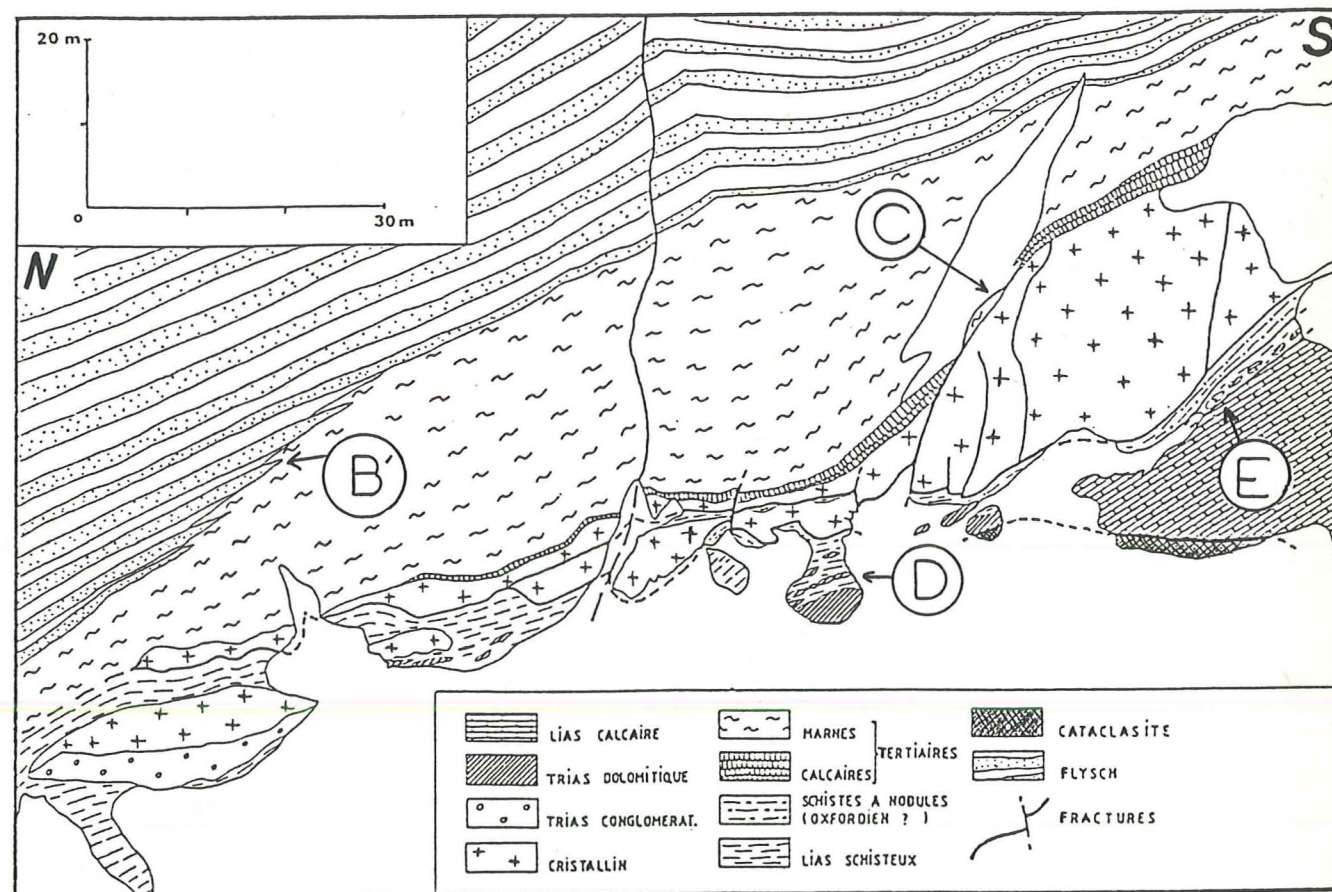 20 m
0
30 m
N
S
C
B'
E
D
LIAS CALCAIRE
TRIAS DOLOMITIQUE
TRIAS CONGLOMERAT.
CRISTALLIN
MARNES
CALCAIRES
TERTIAIRES
SCHISTES A NODULES
(OXFORDIEN ? )
LIAS SCHISTEUX
CATACLASITE
FLYSCH
FRACTURES